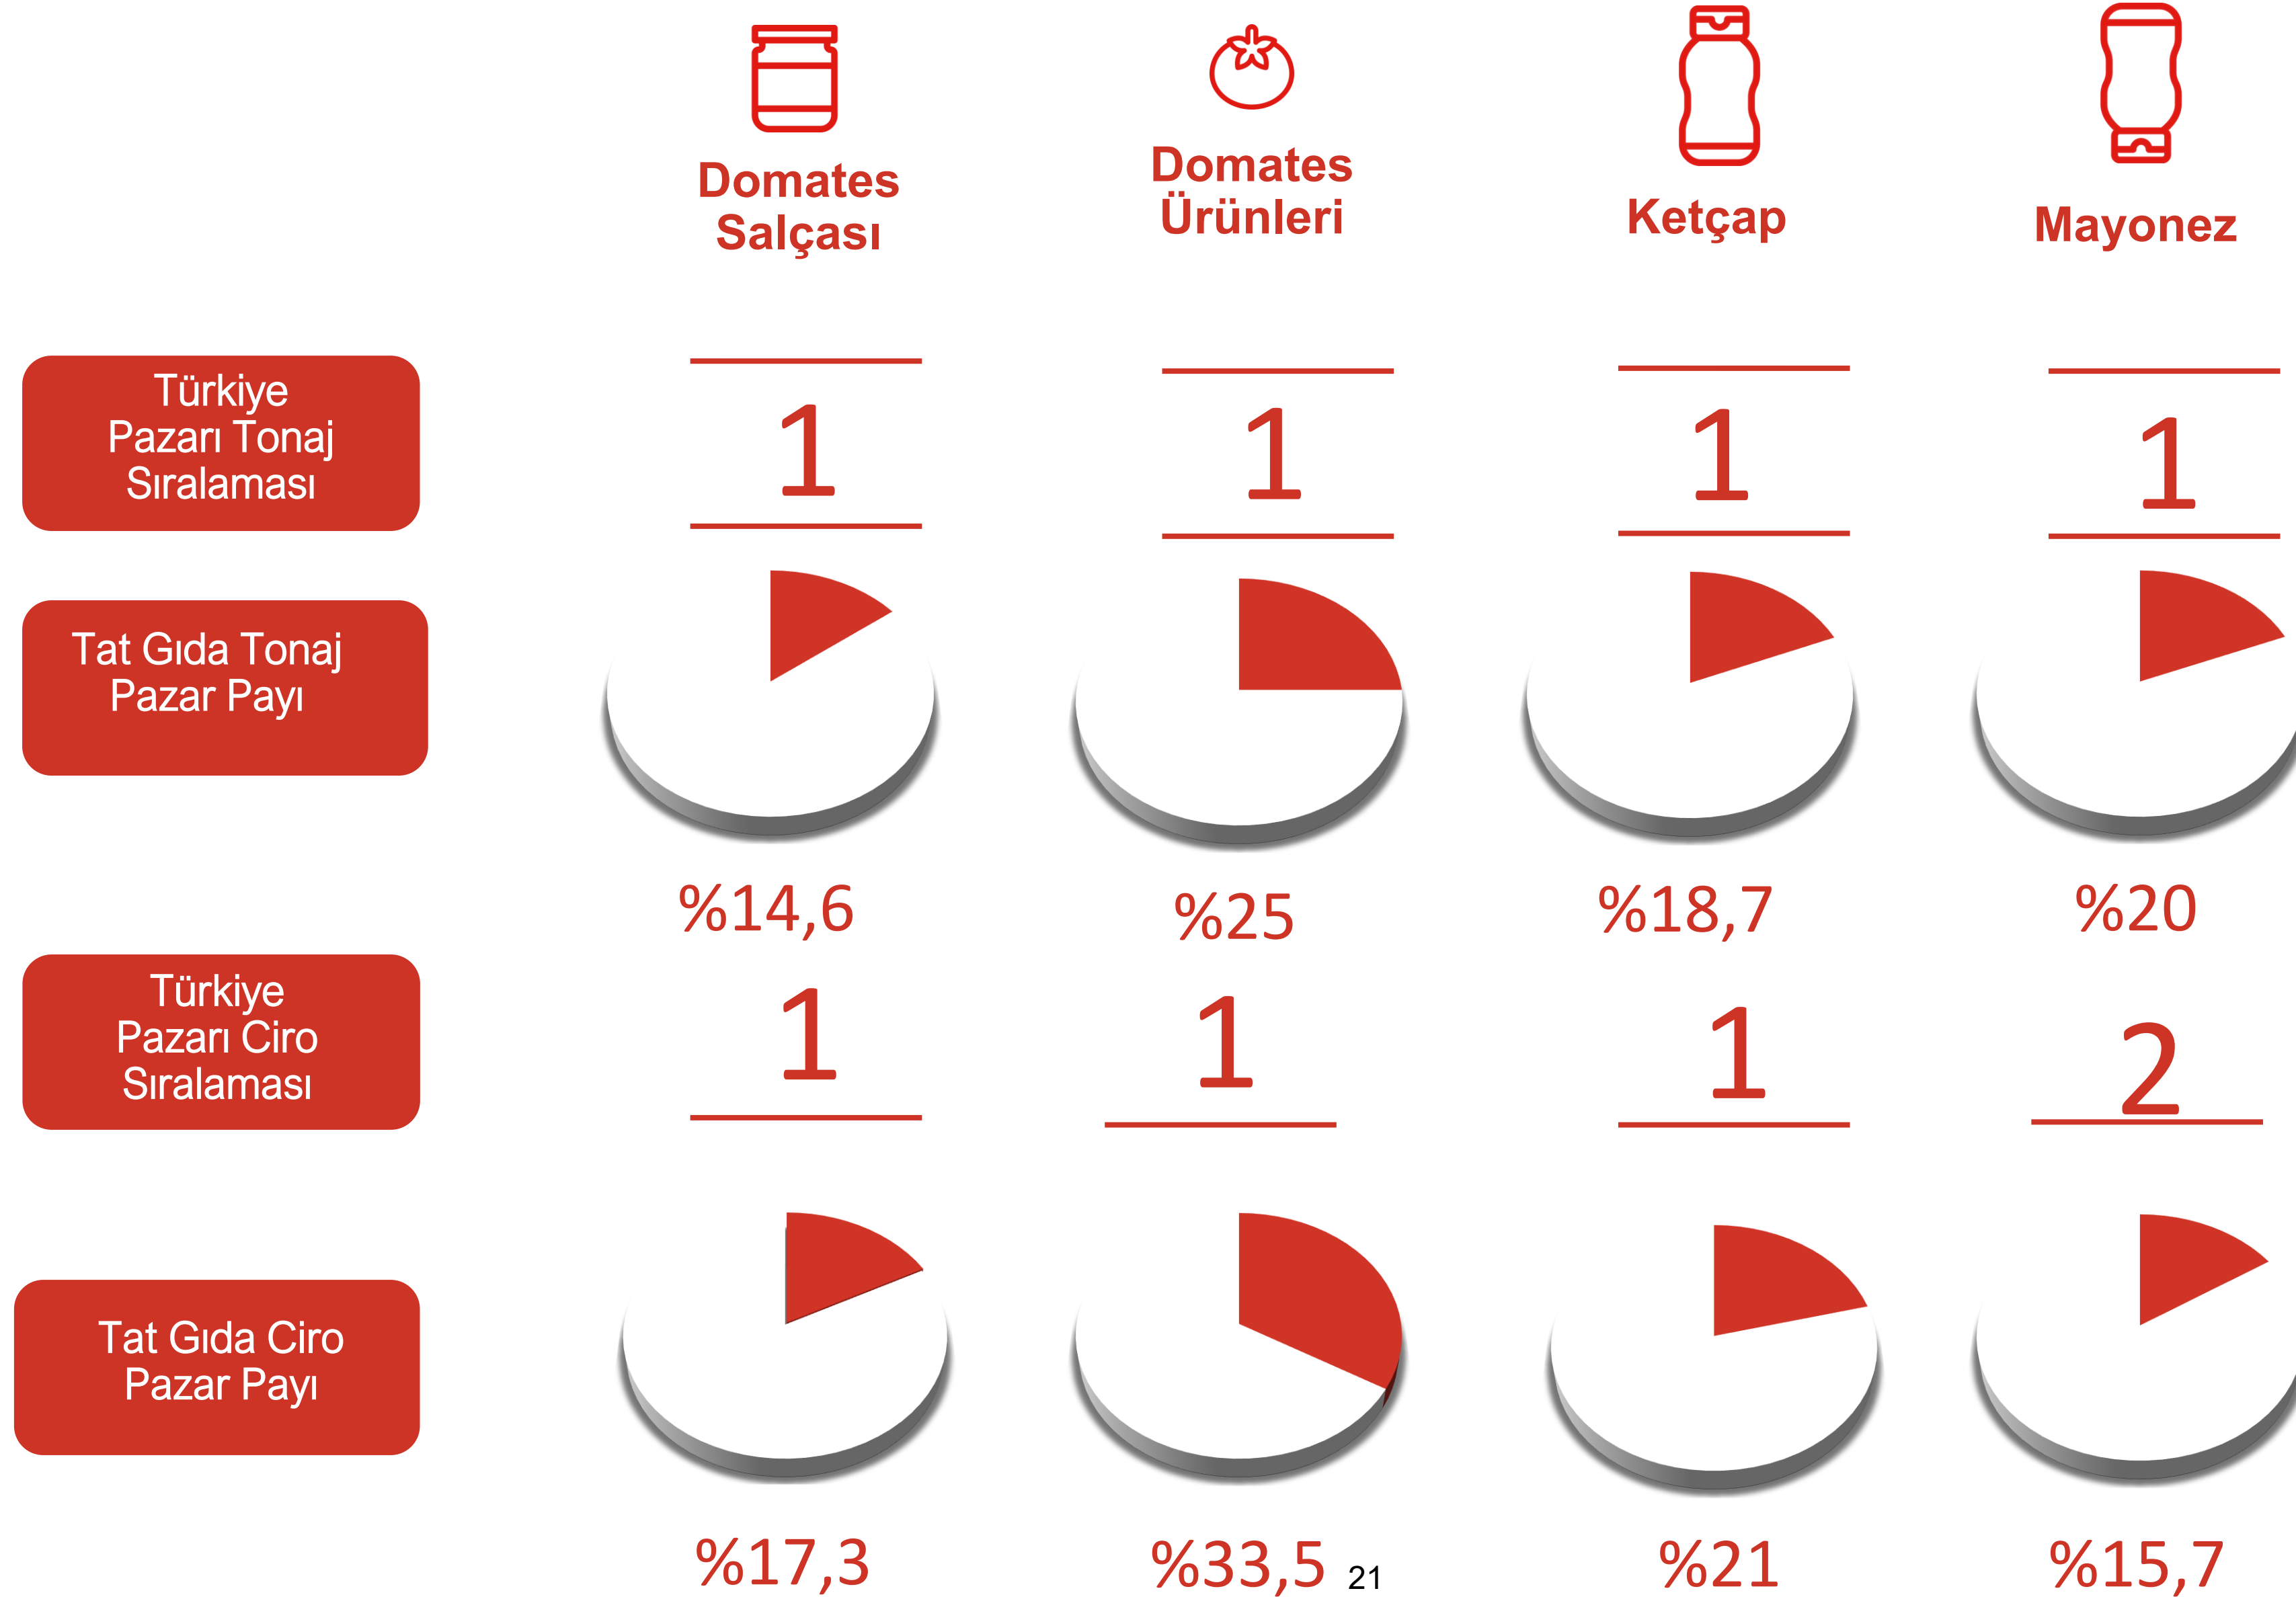 Domates
Salçası
Domates
Ürünleri
Ketçap
Mayonez
Türkiye
Pazarı Tonaj
Sıralaması
1
1
1
1
Tat Gıda Tonaj
Pazar Payı
%14,6
%25
%18,7
%20
Türkiye
Pazarı Ciro
Sıralaması
1
1
1
2
Tat Gıda Ciro
Pazar Payı
%17,3
%33,5
%21
%15,7
21